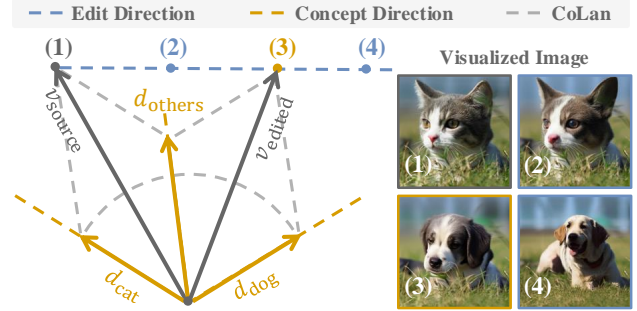 Edit Direction Concept Direction CoLan
(1) (2) (3) (4)
Visualized Image
d_others
v_source
v_edited
d_cat
d_dog
(1) (2)
(3) (4)